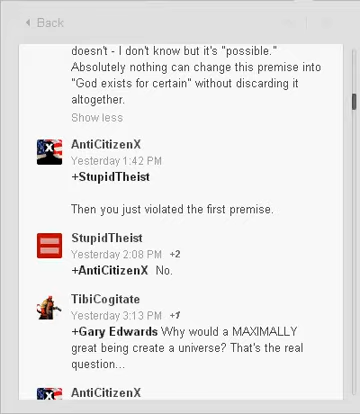 Back
doesn't - I don't know but it's "possible."
Absolutely nothing can change this premise into
"God exists for certain" without discarding it
altogether.
Show less
AntiCitizenX
Yesterday 1:42 PM
+StupidTheist
Then you just violated the first premise.
StupidTheist
Yesterday 2:08 PM +2
+AntiCitizenX No.
TibiCogitate
Yesterday 3:13 PM +1
+Gary Edwards Why would a MAXIMALLY
great being create a universe? That's the real
question...
AntiCitizenX